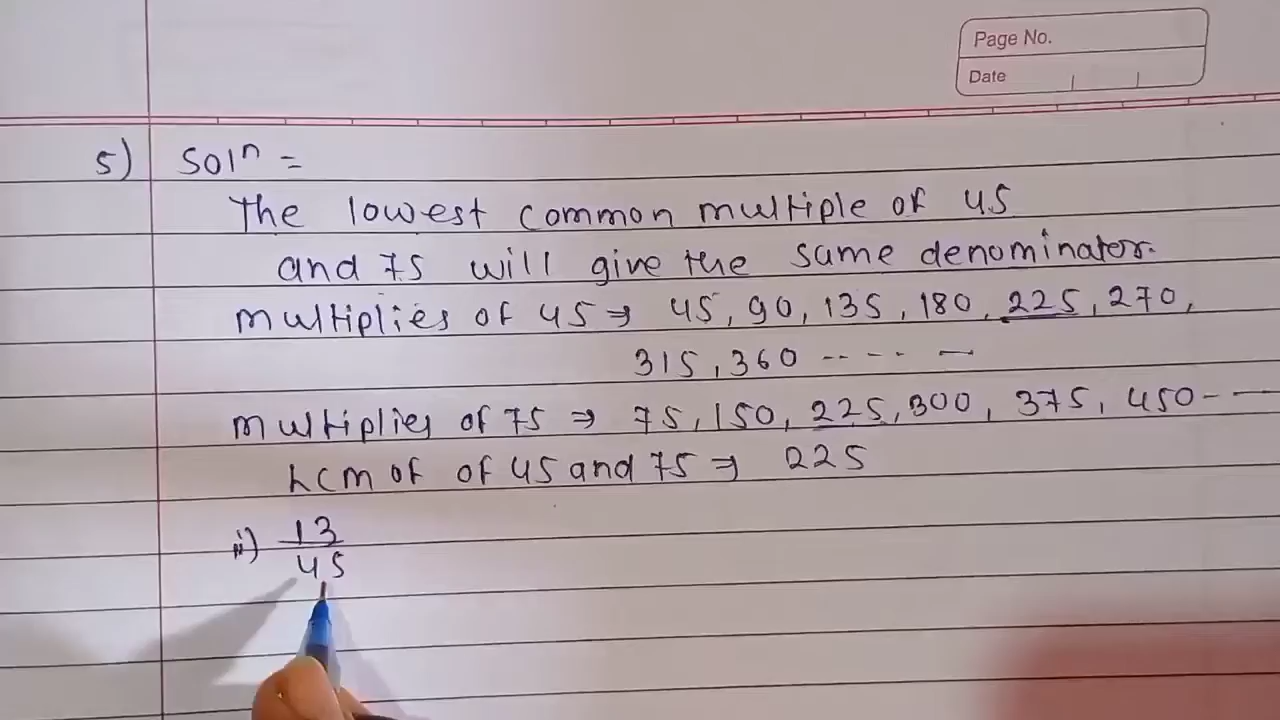 Page No.
Date
5) Solⁿ =
The lowest common multiple of 45
and 75 will give the same denominator.
multiplies of 45 ⇒ 45, 90, 135, 180, 225, 270,
315, 360 ---- —
multiplies of 75 ⇒ 75, 150, 225, 300, 375, 450- —
LCM of of 45 and 75 ⇒ 225
ii) 13
45